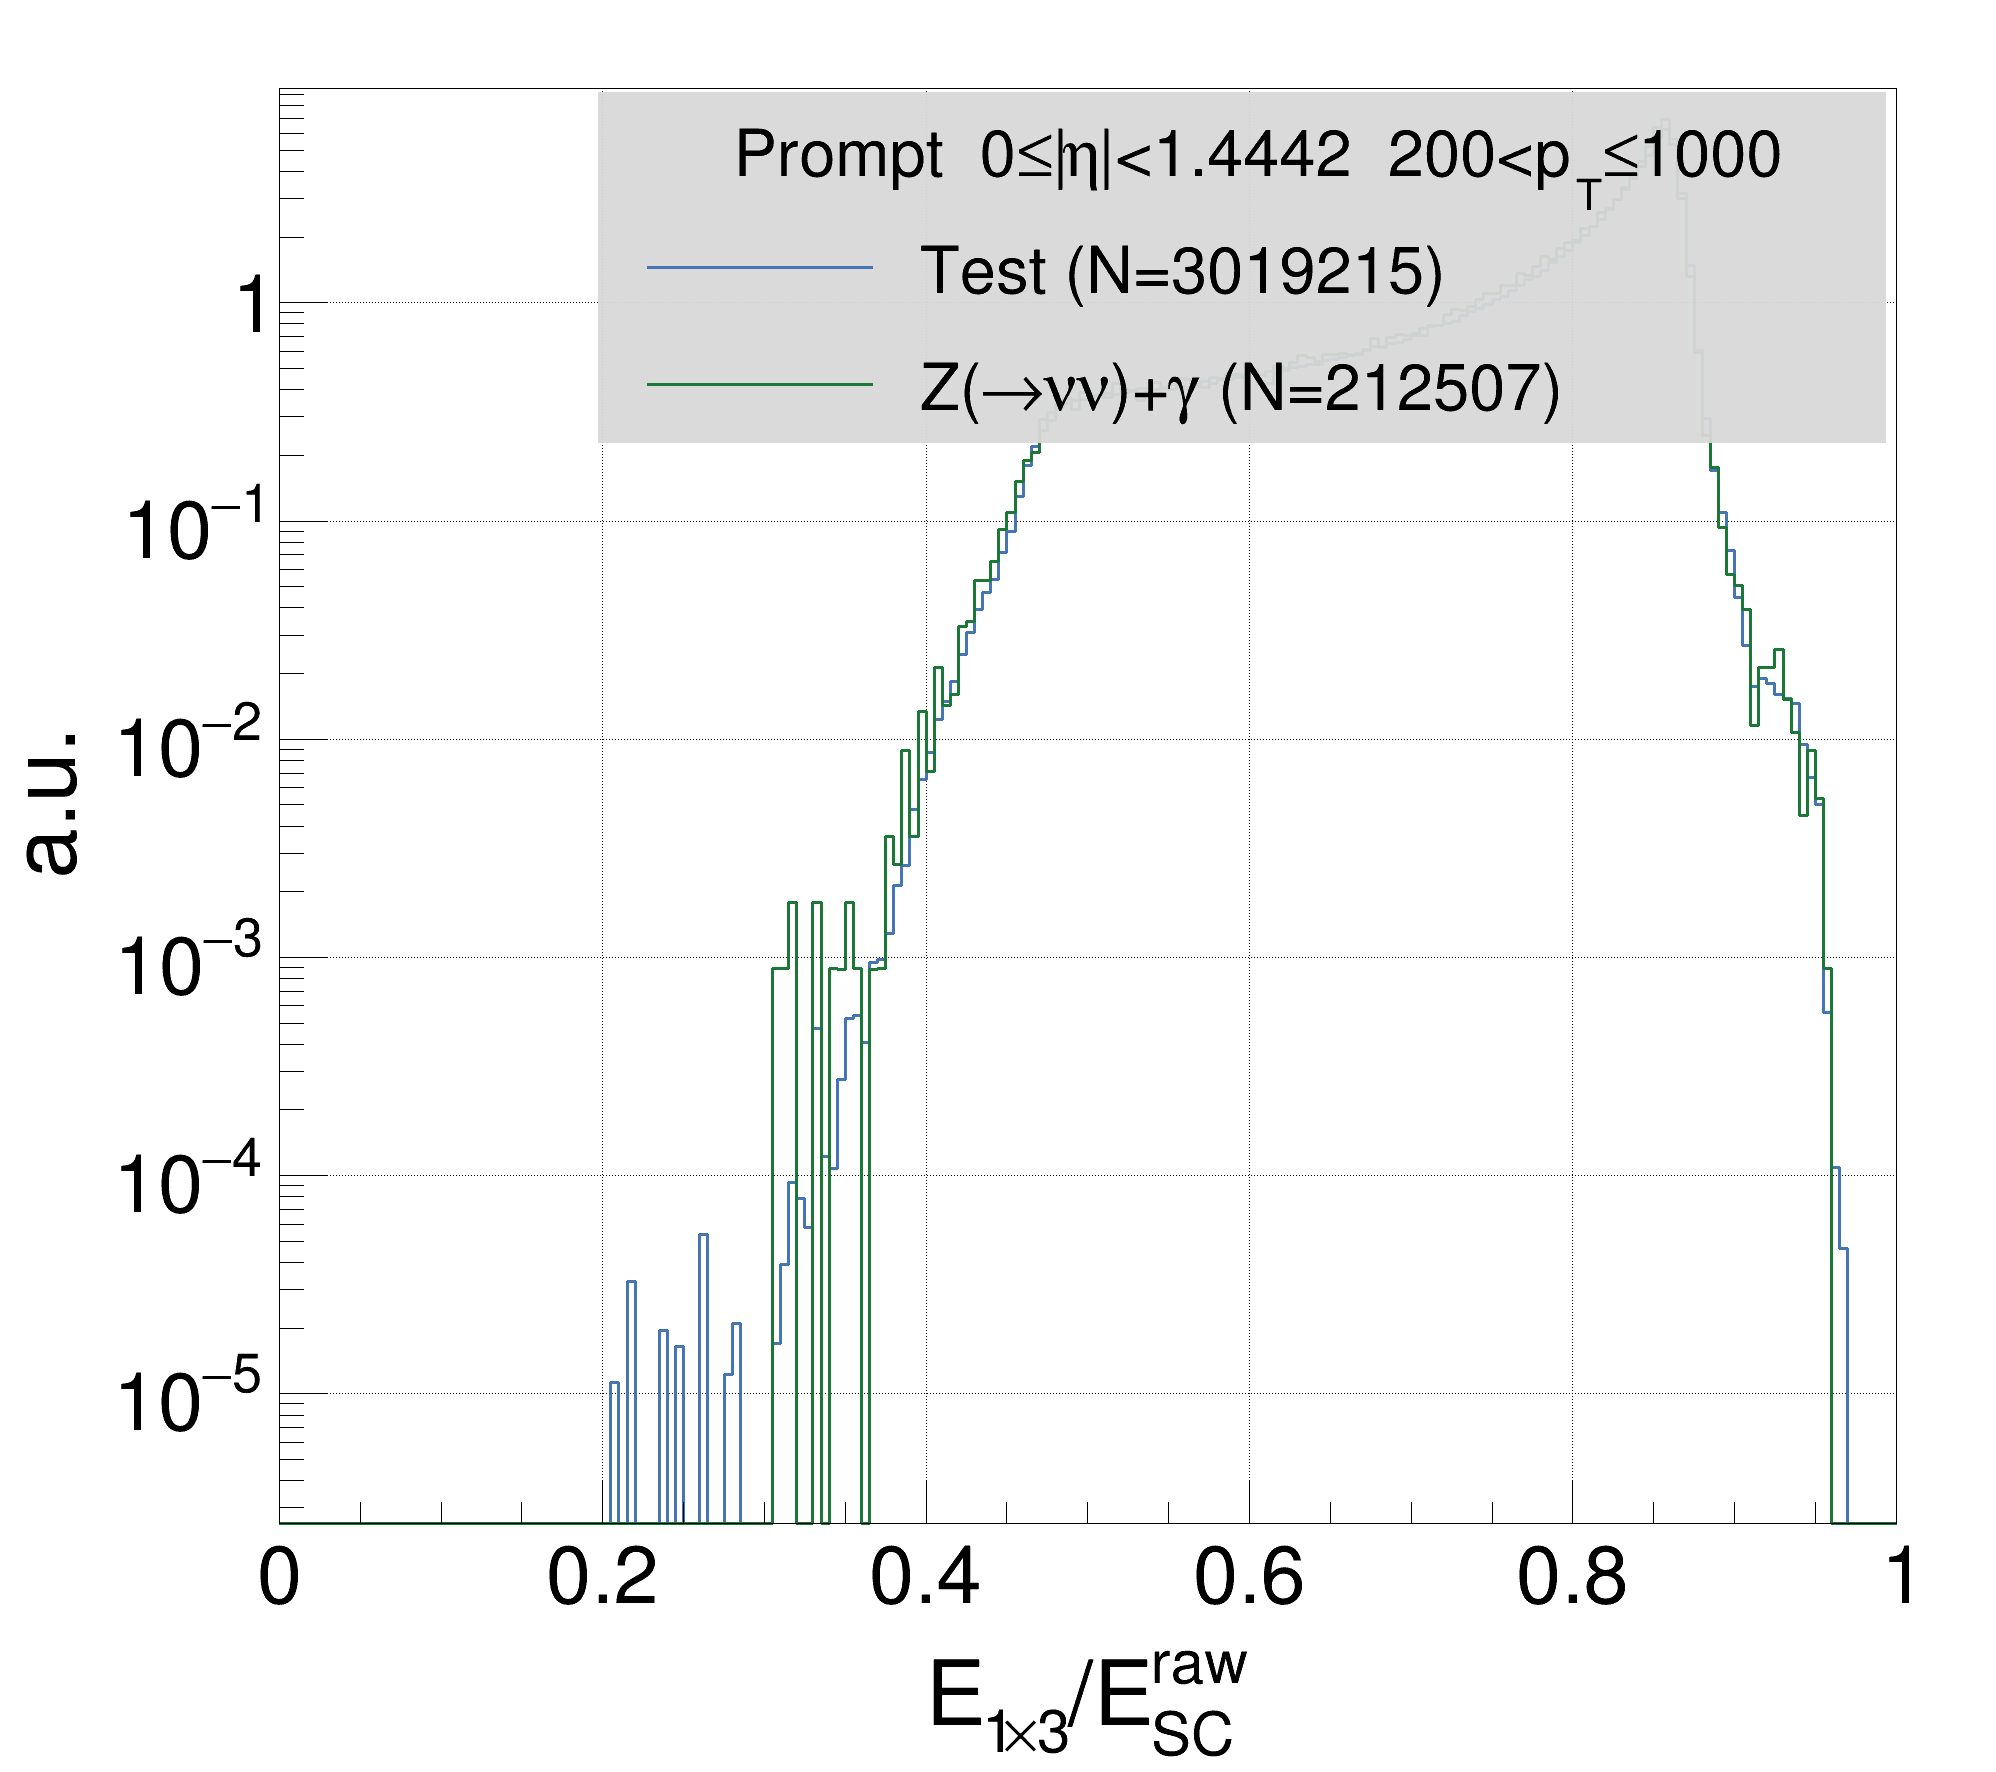 Prompt 0≤|η|<1.4442 200<p_T≤1000
Test (N=3019215)
Z(→νν)+γ (N=212507)
1
10^−1
10^−2
10^−3
10^−4
10^−5
a.u.
0 0.2 0.4 0.6 0.8 1
E_1×3/E_SC^raw